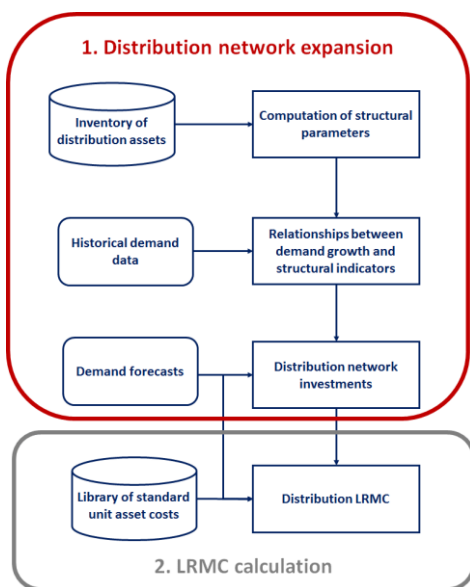 1. Distribution network expansion
Inventory of
distribution assets
Computation of structural
parameters
Historical demand
data
Relationships between
demand growth and
structural indicators
Demand forecasts
Distribution network
investments
Library of standard
unit asset costs
Distribution LRMC
2. LRMC calculation